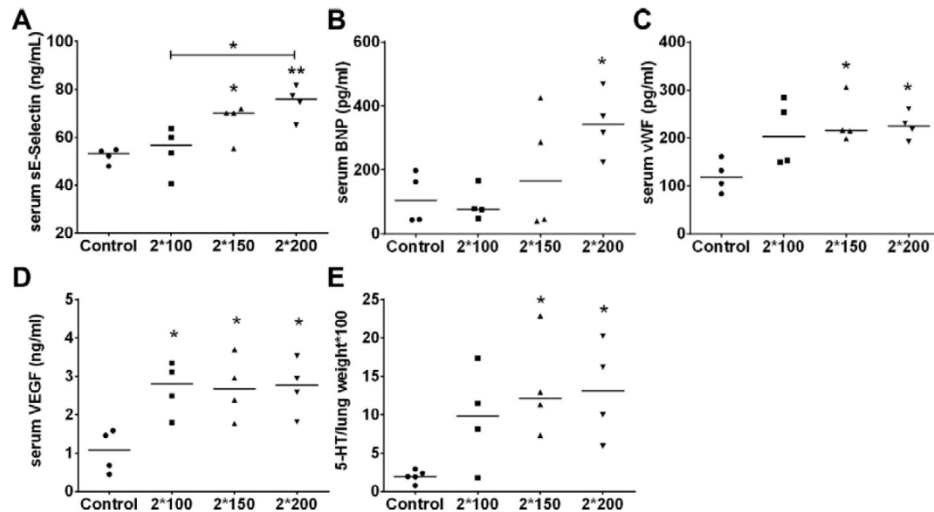 A
serum sE-Selectin (ng/mL)
100
80
60
40
20
*
*
**
Control 2*100 2*150 2*200
B
serum BNP (pg/ml)
600
400
200
0
*
Control 2*100 2*150 2*200
C
serum vWF (pg/ml)
400
300
200
100
0
*
*
Control 2*100 2*150 2*200
D
serum VEGF (ng/ml)
5
4
3
2
1
0
*
*
*
Control 2*100 2*150 2*200
E
5-HT/lung weight*100
25
20
15
10
5
0
*
*
Control 2*100 2*150 2*200